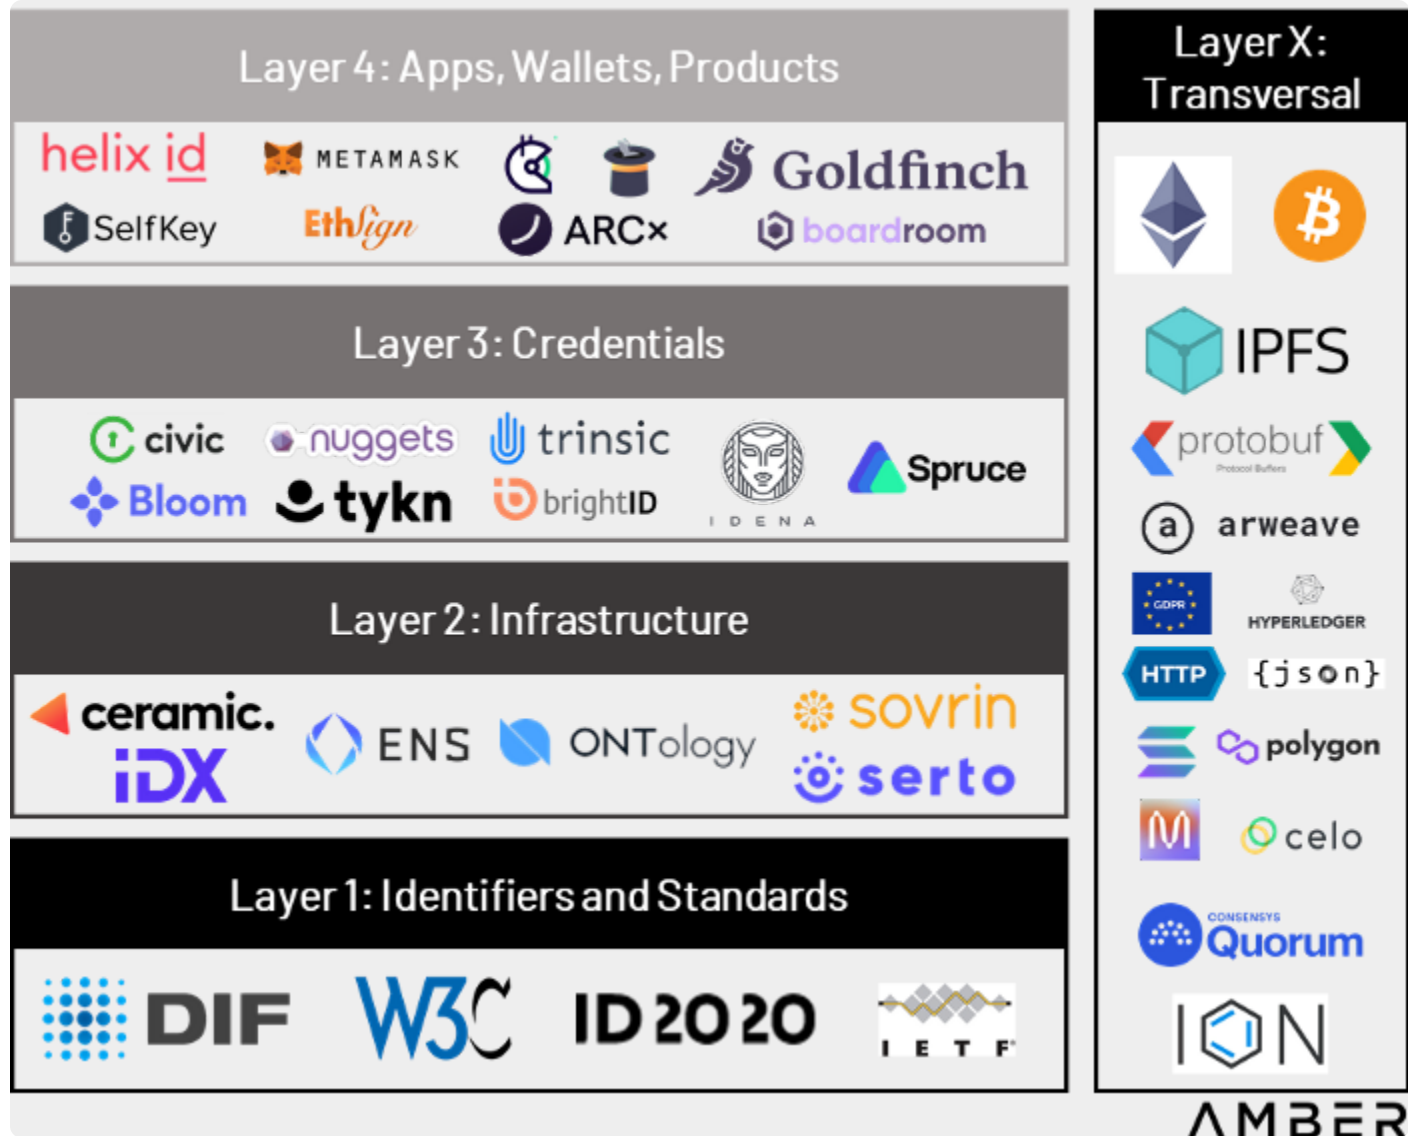 Layer 4: Apps, Wallets, Products
helix id
METAMASK
Goldfinch
SelfKey
EthSign
ARCx
boardroom
Layer 3: Credentials
civic
nuggets
trinsic
IDENA
Spruce
Bloom
tykn
brightID
Layer 2: Infrastructure
ceramic.
iDX
ENS
ONTology
sovrin
serto
Layer 1: Identifiers and Standards
DIF
W3C
ID2020
IETF
Layer X:
Transversal
IPFS
protobuf
Protocol Buffers
a arweave
GDPR
HYPERLEDGER
HTTP
{json}
polygon
M
celo
CONSENSYS
Quorum
ION
AMBER